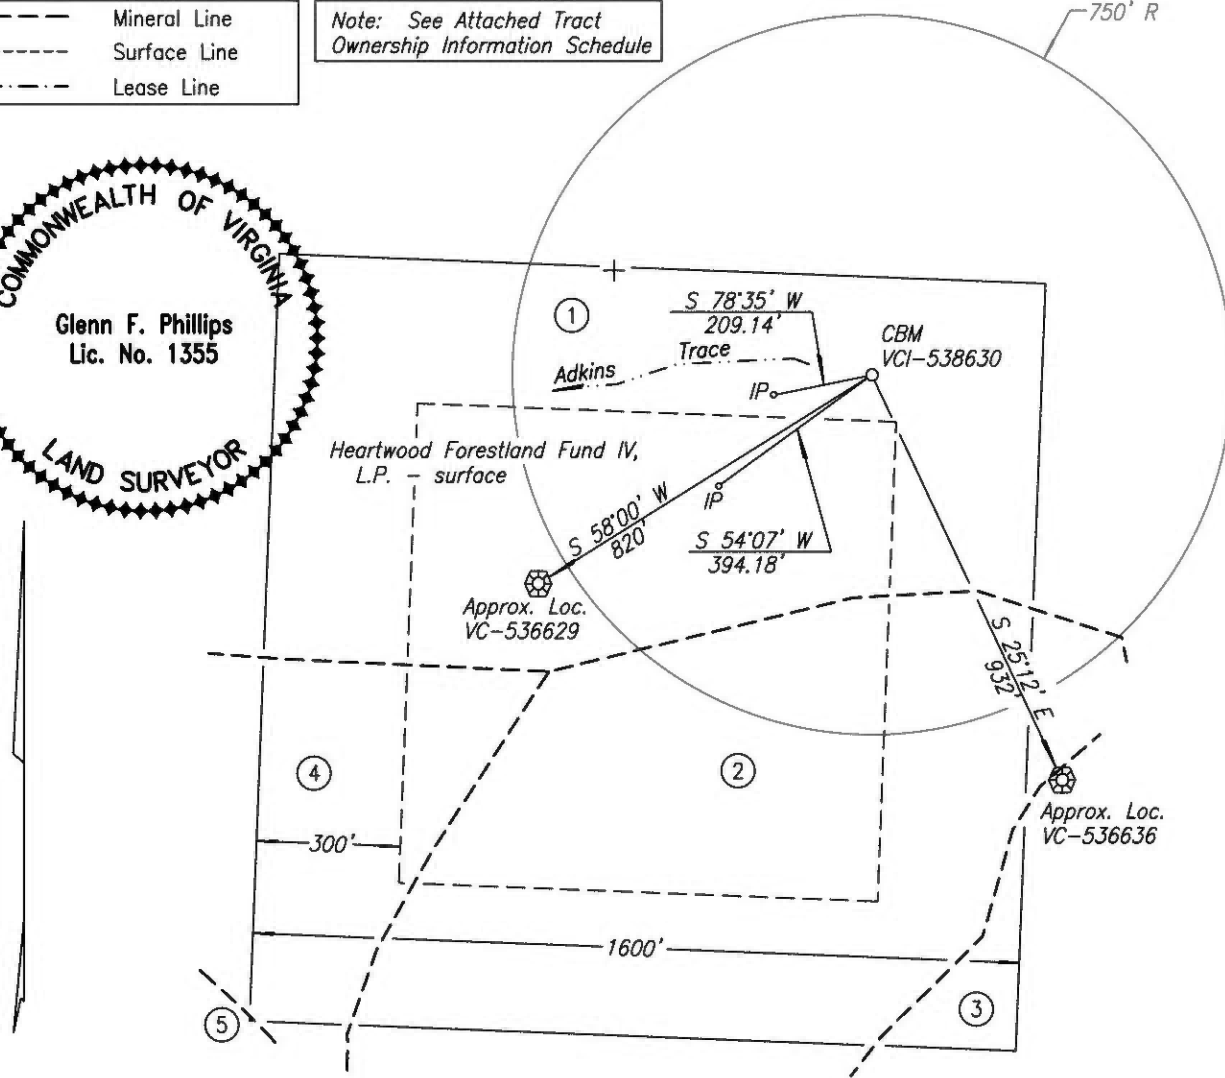 Mineral Line
Surface Line
Lease Line
Note: See Attached Tract
Ownership Information Schedule
750' R
COMMONWEALTH OF VIRGINIA
Glenn F. Phillips
Lic. No. 1355
LAND SURVEYOR
1
S 78°35' W
209.14'
CBM
VCI-538630
Adkins Trace
IP
Heartwood Forestland Fund IV,
L.P. - surface
IP
S 58°00' W
820'
S 54°07' W
394.18'
Approx. Loc.
VC-536629
S 25°12' E
932'
4
2
Approx. Loc.
VC-536636
300'
1600'
3
5